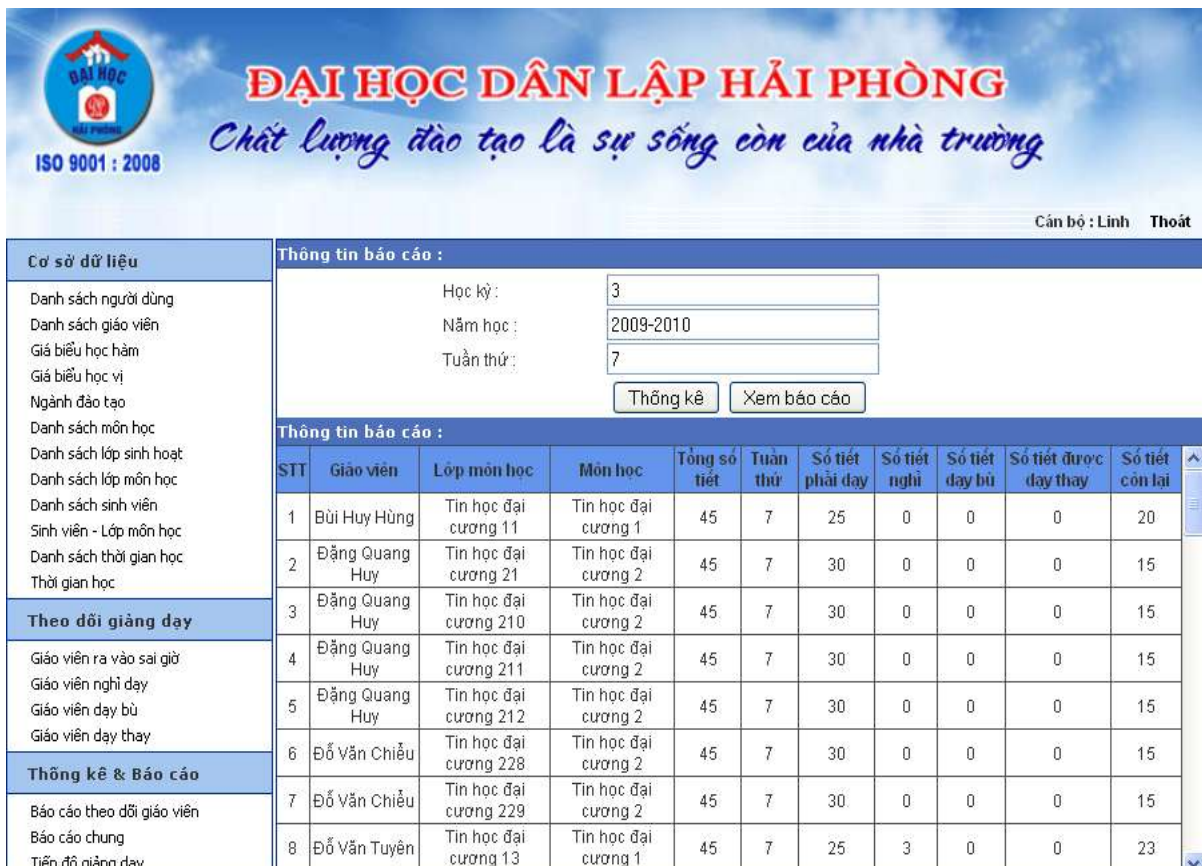 ĐẠI HỌC
HẢI PHÒNG
ISO 9001 : 2008
ĐẠI HỌC DÂN LẬP HẢI PHÒNG
Chất lượng đào tạo là sự sống còn của nhà trường
Cán bộ : Linh Thoát
Cơ sở dữ liệu
Danh sách người dùng
Danh sách giáo viên
Giá biểu học hàm
Giá biểu học vị
Ngành đào tạo
Danh sách môn học
Danh sách lớp sinh hoạt
Danh sách lớp môn học
Danh sách sinh viên
Sinh viên - Lớp môn học
Danh sách thời gian học
Thời gian học
Theo dõi giảng dạy
Giáo viên ra vào sai giờ
Giáo viên nghỉ dạy
Giáo viên dạy bù
Giáo viên dạy thay
Thống kê & Báo cáo
Báo cáo theo dõi giáo viên
Báo cáo chung
Tiến độ giảng dạy
Thông tin báo cáo :
Học kỳ : 3
Năm học : 2009-2010
Tuần thứ : 7
Thống kê Xem báo cáo
Thông tin báo cáo :
STT Giáo viên Lớp môn học Môn học Tổng số tiết Tuần thứ Số tiết phải dạy Số tiết nghỉ Số tiết dạy bù Số tiết được dạy thay Số tiết còn lại
1 Bùi Huy Hùng Tin học đại cương 11 Tin học đại cương 1 45 7 25 0 0 0 20
2 Đặng Quang Huy Tin học đại cương 21 Tin học đại cương 2 45 7 30 0 0 0 15
3 Đặng Quang Huy Tin học đại cương 210 Tin học đại cương 2 45 7 30 0 0 0 15
4 Đặng Quang Huy Tin học đại cương 211 Tin học đại cương 2 45 7 30 0 0 0 15
5 Đặng Quang Huy Tin học đại cương 212 Tin học đại cương 2 45 7 30 0 0 0 15
6 Đỗ Văn Chiểu Tin học đại cương 228 Tin học đại cương 2 45 7 30 0 0 0 15
7 Đỗ Văn Chiểu Tin học đại cương 229 Tin học đại cương 2 45 7 30 0 0 0 15
8 Đỗ Văn Tuyên Tin học đại cương 13 Tin học đại cương 1 45 7 25 3 0 0 23